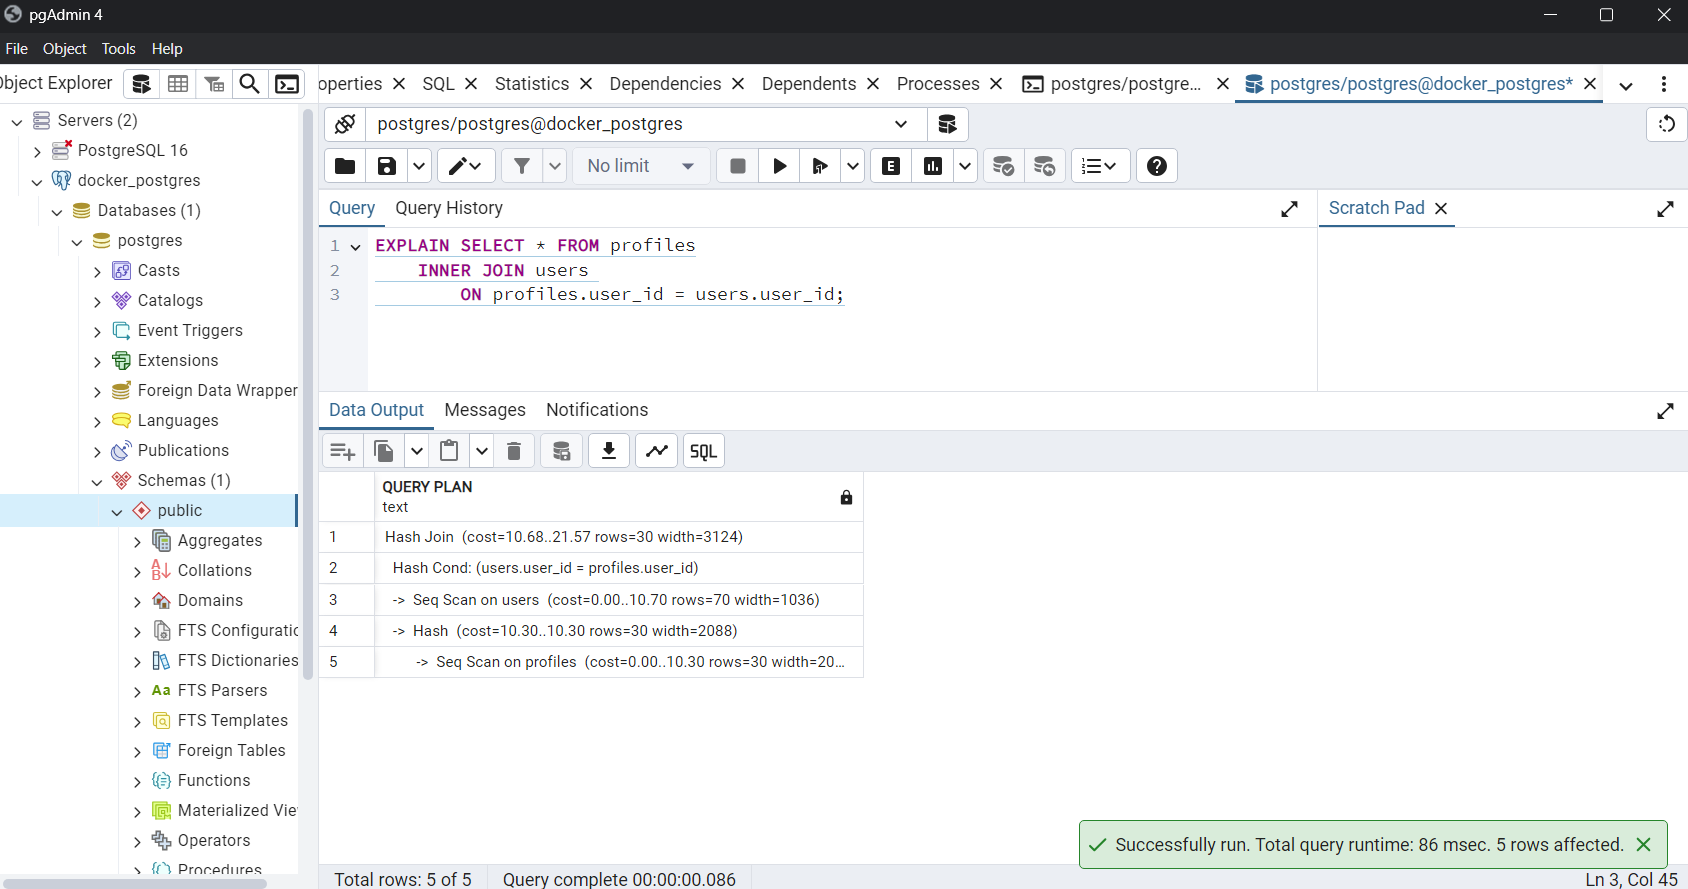 pgAdmin 4
File Object Tools Help
Object Explorer
operties SQL Statistics Dependencies Dependents Processes postgres/postgre... postgres/postgres@docker_postgres*
postgres/postgres@docker_postgres
No limit
E
Servers (2)
PostgreSQL 16
docker_postgres
Databases (1)
postgres
Casts
Catalogs
Event Triggers
Extensions
Foreign Data Wrapper
Languages
Publications
Schemas (1)
public
Aggregates
Collations
Domains
FTS Configuratio
FTS Dictionaries
Aa FTS Parsers
FTS Templates
Foreign Tables
Functions
Materialized Vie
Operators
Procedures
Query Query History
Scratch Pad
1 EXPLAIN SELECT * FROM profiles
2 INNER JOIN users
3 ON profiles.user_id = users.user_id;
Data Output Messages Notifications
SQL
QUERY PLAN
text
1 Hash Join (cost=10.68..21.57 rows=30 width=3124)
2 Hash Cond: (users.user_id = profiles.user_id)
3 -> Seq Scan on users (cost=0.00..10.70 rows=70 width=1036)
4 -> Hash (cost=10.30..10.30 rows=30 width=2088)
5 -> Seq Scan on profiles (cost=0.00..10.30 rows=30 width=20...
Successfully run. Total query runtime: 86 msec. 5 rows affected.
Total rows: 5 of 5 Query complete 00:00:00.086 Ln 3, Col 45